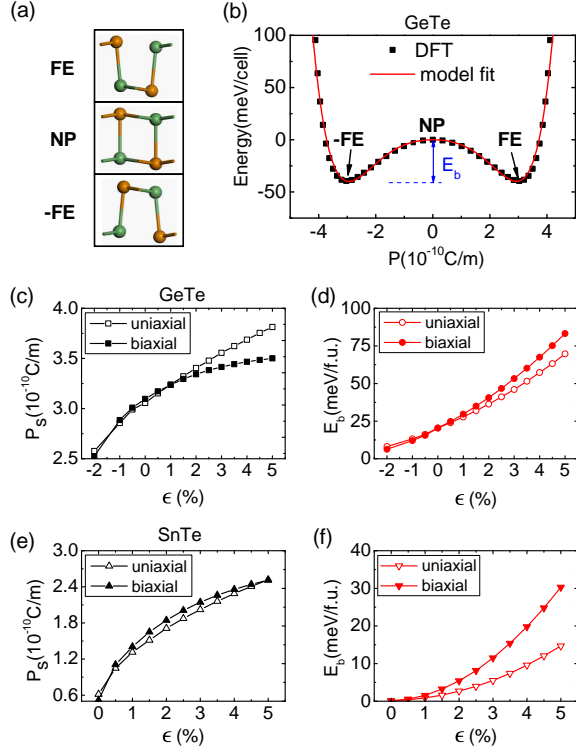 (a)
FE
NP
-FE
(b)
GeTe
Energy(meV/cell)
100
50
0
-50
DFT
model fit
-FE
NP
FE
E_b
-4 -2 0 2 4
P(10^-10C/m)
(c)
GeTe
P_S(10^-10C/m)
4.0
3.5
3.0
2.5
uniaxial
biaxial
-2 -1 0 1 2 3 4 5
ϵ (%)
(d)
E_b(meV/f.u.)
100
75
50
25
0
uniaxial
biaxial
-2 -1 0 1 2 3 4 5
ϵ (%)
(e)
SnTe
P_S(10^-10C/m)
3.0
2.4
1.8
1.2
0.6
uniaxial
biaxial
0 1 2 3 4 5
ϵ (%)
(f)
E_b(meV/f.u.)
40
30
20
10
0
uniaxial
biaxial
0 1 2 3 4 5
ϵ (%)